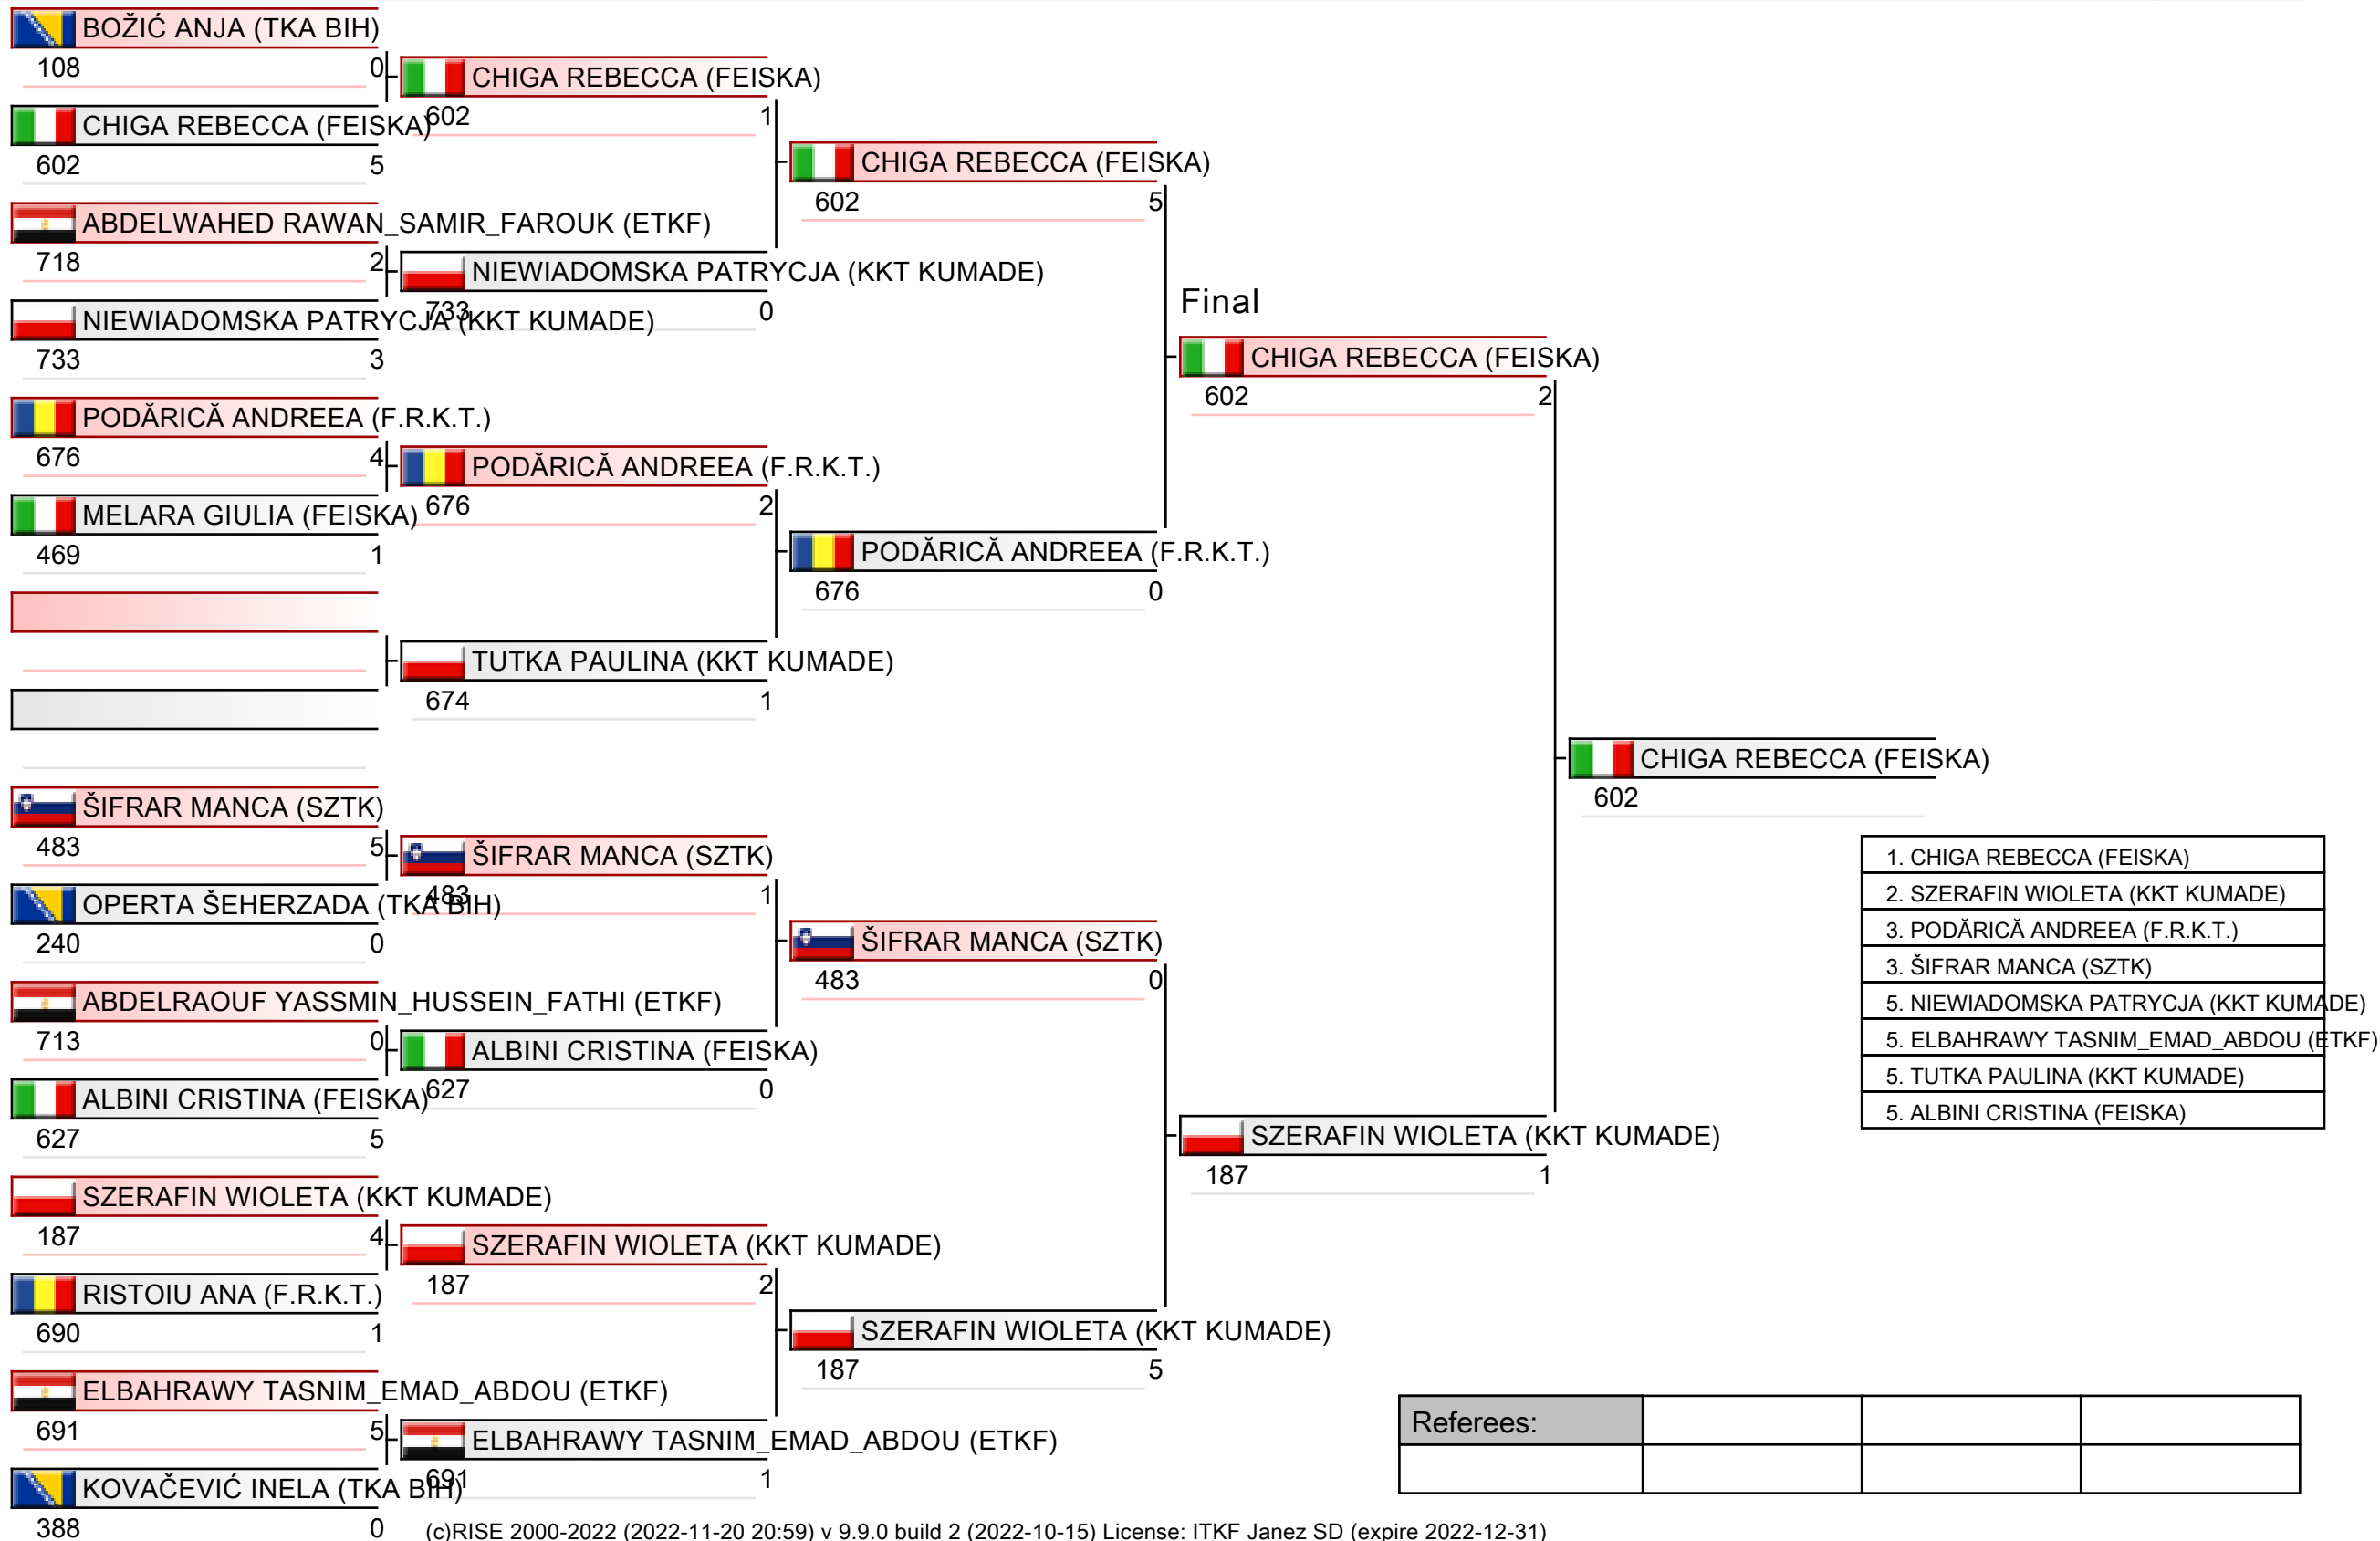 BOŽIĆ ANJA (TKA BIH)
108 0
CHIGA REBECCA (FEISKA)
602 5
ABDELWAHED RAWAN_SAMIR_FAROUK (ETKF)
718 2
NIEWIADOMSKA PATRYCJA (KKT KUMADE)
733 3
PODĂRICĂ ANDREEA (F.R.K.T.)
676 4
MELARA GIULIA (FEISKA)
469 1
ŠIFRAR MANCA (SZTK)
483 5
OPERTA ŠEHERZADA (TKA BIH)
240 0
ABDELRAOUF YASSMIN_HUSSEIN_FATHI (ETKF)
713 0
ALBINI CRISTINA (FEISKA)
627 5
SZERAFIN WIOLETA (KKT KUMADE)
187 4
RISTOIU ANA (F.R.K.T.)
690 1
ELBAHRAWY TASNIM_EMAD_ABDOU (ETKF)
691 5
KOVAČEVIĆ INELA (TKA BIH)
388 0
CHIGA REBECCA (FEISKA)
602 1
NIEWIADOMSKA PATRYCJA (KKT KUMADE)
733 0
PODĂRICĂ ANDREEA (F.R.K.T.)
676 2
TUTKA PAULINA (KKT KUMADE)
674 1
ŠIFRAR MANCA (SZTK)
483 1
ALBINI CRISTINA (FEISKA)
627 0
SZERAFIN WIOLETA (KKT KUMADE)
187 2
ELBAHRAWY TASNIM_EMAD_ABDOU (ETKF)
691 1
CHIGA REBECCA (FEISKA)
602 5
PODĂRICĂ ANDREEA (F.R.K.T.)
676 0
ŠIFRAR MANCA (SZTK)
483 0
SZERAFIN WIOLETA (KKT KUMADE)
187 5
Final
CHIGA REBECCA (FEISKA)
602 2
SZERAFIN WIOLETA (KKT KUMADE)
187 1
CHIGA REBECCA (FEISKA)
602
1. CHIGA REBECCA (FEISKA)
2. SZERAFIN WIOLETA (KKT KUMADE)
3. PODĂRICĂ ANDREEA (F.R.K.T.)
3. ŠIFRAR MANCA (SZTK)
5. NIEWIADOMSKA PATRYCJA (KKT KUMADE)
5. ELBAHRAWY TASNIM_EMAD_ABDOU (ETKF)
5. TUTKA PAULINA (KKT KUMADE)
5. ALBINI CRISTINA (FEISKA)
Referees:
(c)RISE 2000-2022 (2022-11-20 20:59) v 9.9.0 build 2 (2022-10-15) License: ITKF Janez SD (expire 2022-12-31)